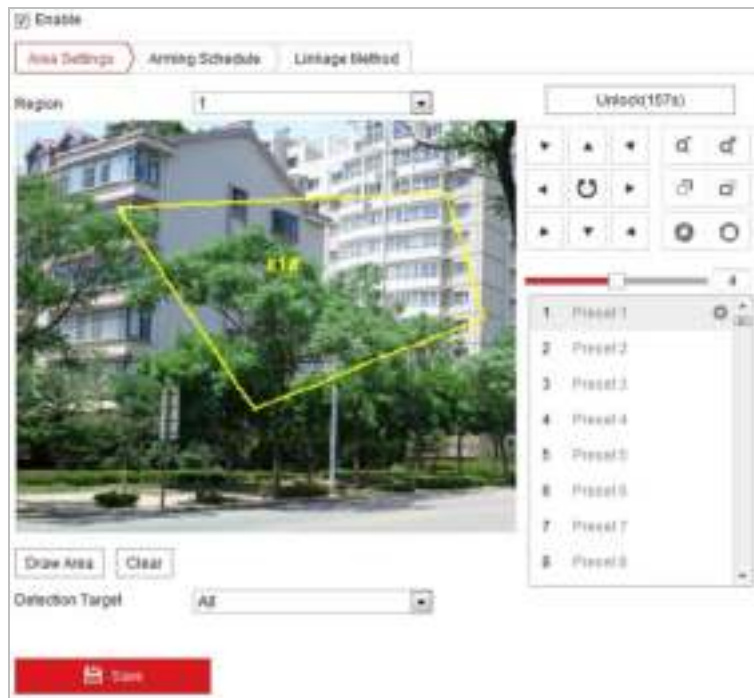 Enable
Area Settings
Arming Schedule
Linkage Method
Region
1
Unlock(157s)
#1#
4
1 Preset 1
2 Preset 2
3 Preset 3
4 Preset 4
5 Preset 5
6 Preset 6
7 Preset 7
8 Preset 8
Draw Area
Clear
Detection Target
All
Save